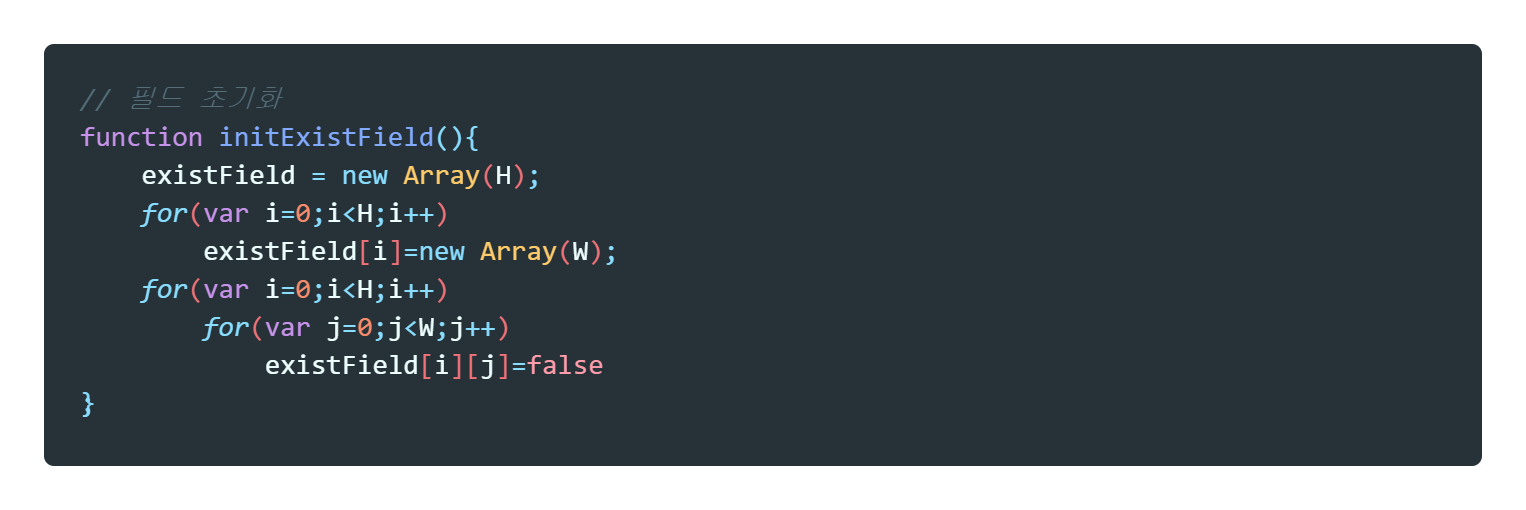 // 필드 초기화
function initExistField(){
    existField = new Array(H);
    for(var i=0;i<H;i++)
        existField[i]=new Array(W);
    for(var i=0;i<H;i++)
        for(var j=0;j<W;j++)
            existField[i][j]=false
}